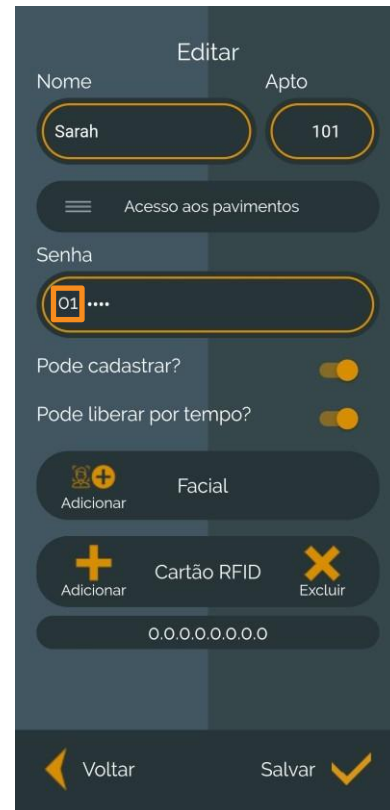 Editar
Nome Apto
Sarah 101
Acesso aos pavimentos
Senha
01 ••••
Pode cadastrar?
Pode liberar por tempo?
Facial
Adicionar
Cartão RFID
Adicionar Excluir
0.0.0.0.0.0.0.0
Voltar Salvar